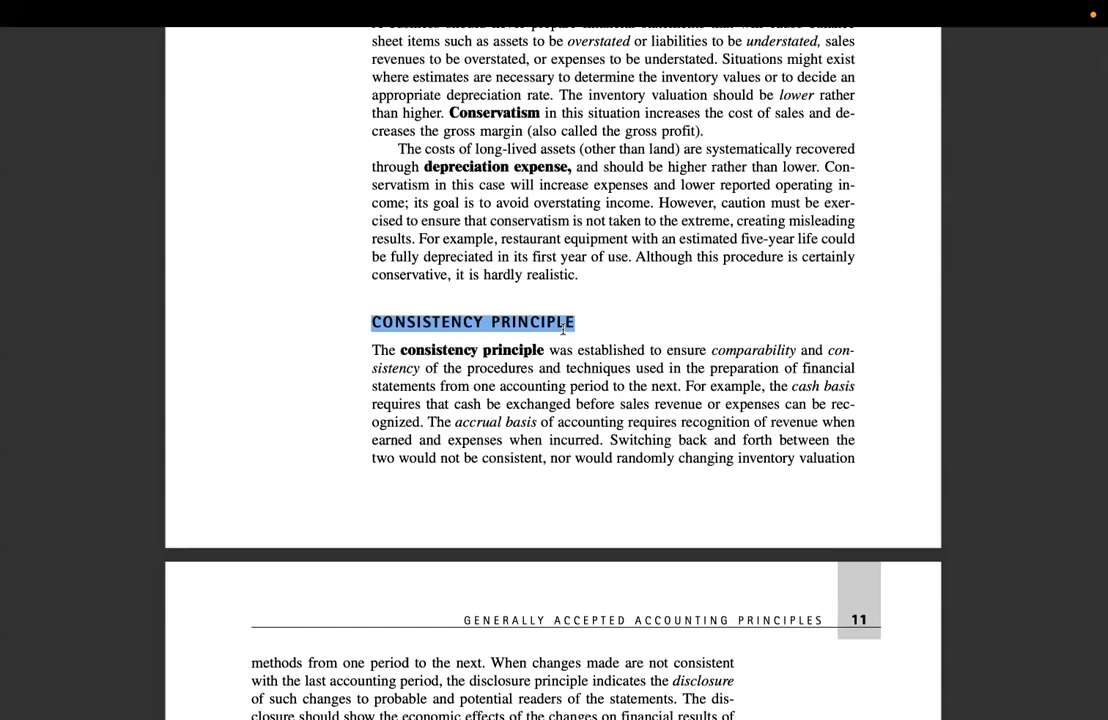 sheet items such as assets to be overstated or liabilities to be understated, sales
revenues to be overstated, or expenses to be understated. Situations might exist
where estimates are necessary to determine the inventory values or to decide an
appropriate depreciation rate. The inventory valuation should be lower rather
than higher. Conservatism in this situation increases the cost of sales and de-
creases the gross margin (also called the gross profit).
The costs of long-lived assets (other than land) are systematically recovered
through depreciation expense, and should be higher rather than lower. Con-
servatism in this case will increase expenses and lower reported operating in-
come; its goal is to avoid overstating income. However, caution must be exer-
cised to ensure that conservatism is not taken to the extreme, creating misleading
results. For example, restaurant equipment with an estimated five-year life could
be fully depreciated in its first year of use. Although this procedure is certainly
conservative, it is hardly realistic.
CONSISTENCY PRINCIPLE
The consistency principle was established to ensure comparability and con-
sistency of the procedures and techniques used in the preparation of financial
statements from one accounting period to the next. For example, the cash basis
requires that cash be exchanged before sales revenue or expenses can be rec-
ognized. The accrual basis of accounting requires recognition of revenue when
earned and expenses when incurred. Switching back and forth between the
two would not be consistent, nor would randomly changing inventory valuation
GENERALLY ACCEPTED ACCOUNTING PRINCIPLES 11
methods from one period to the next. When changes made are not consistent
with the last accounting period, the disclosure principle indicates the disclosure
of such changes to probable and potential readers of the statements. The dis-
closure should show the economic effects of the changes on financial results of